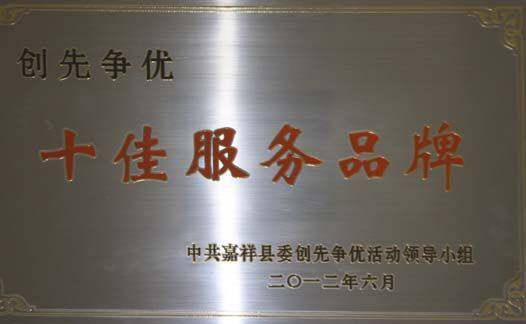 创先争优
十佳服务品牌
中共嘉祥县委创先争优活动领导小组
二〇一二年六月